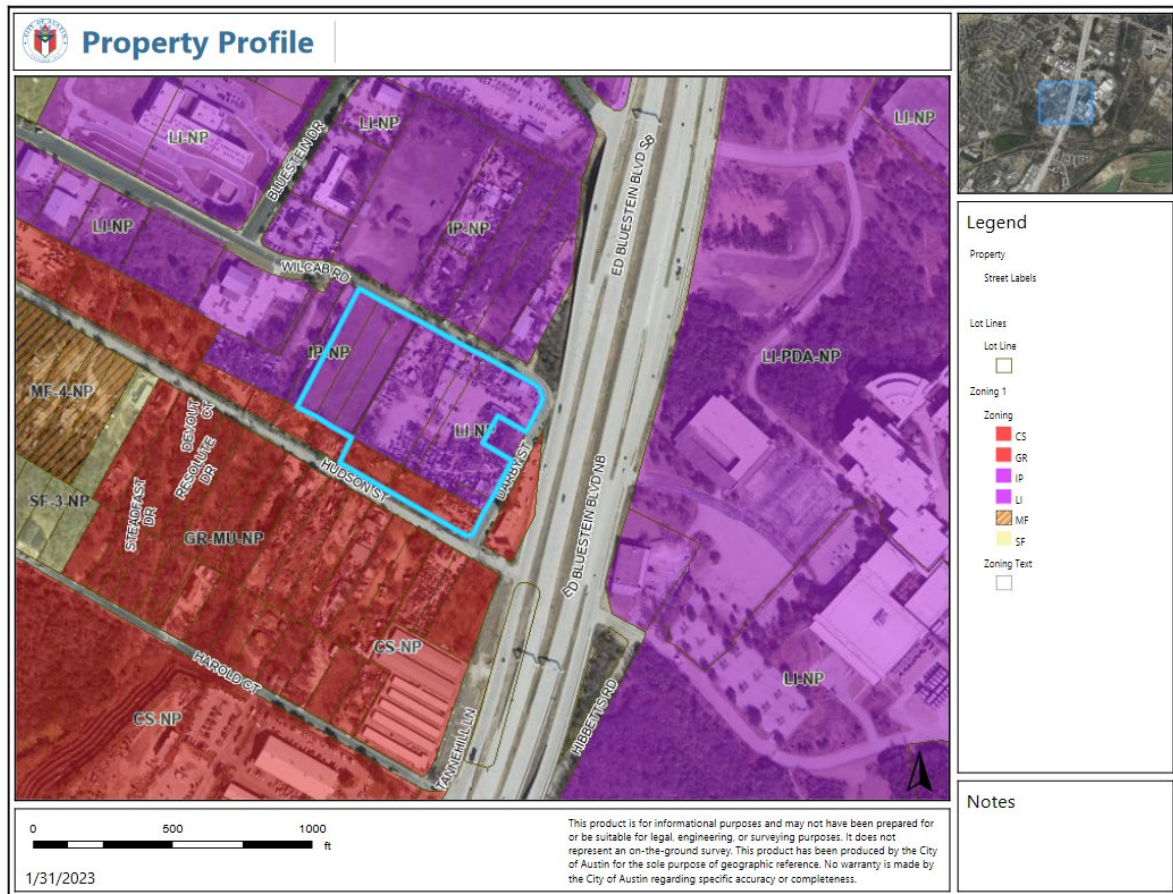 Property Profile
LI-NP
BLUESTEIN DR
LI-NP
ED BLUESTEIN BLVD SB
LI-NP
LI-NP
IP-NP
WILCAB RD
IP-NP
LI-PDA-NP
MF-4-NP
DEVOUT CT
RESOLUTE DR
LI-NP
DARBY ST
HUDSON ST
STEADFAST DR
SF-3-NP
GR-MU-NP
ED BLUESTEIN BLVD NB
CS-NP
HAROLD CT
LI-NP
CS-NP
TANNEHILL LN
HIBBETTS RD
Legend
Property
Street Labels
Lot Lines
Lot Line
Zoning 1
Zoning
CS
GR
IP
LI
MF
SF
Zoning Text
Notes
0 500 1000
ft
1/31/2023
This product is for informational purposes and may not have been prepared for
or be suitable for legal, engineering, or surveying purposes. It does not
represent an on-the-ground survey. This product has been produced by the City
of Austin for the sole purpose of geographic reference. No warranty is made by
the City of Austin regarding specific accuracy or completeness.